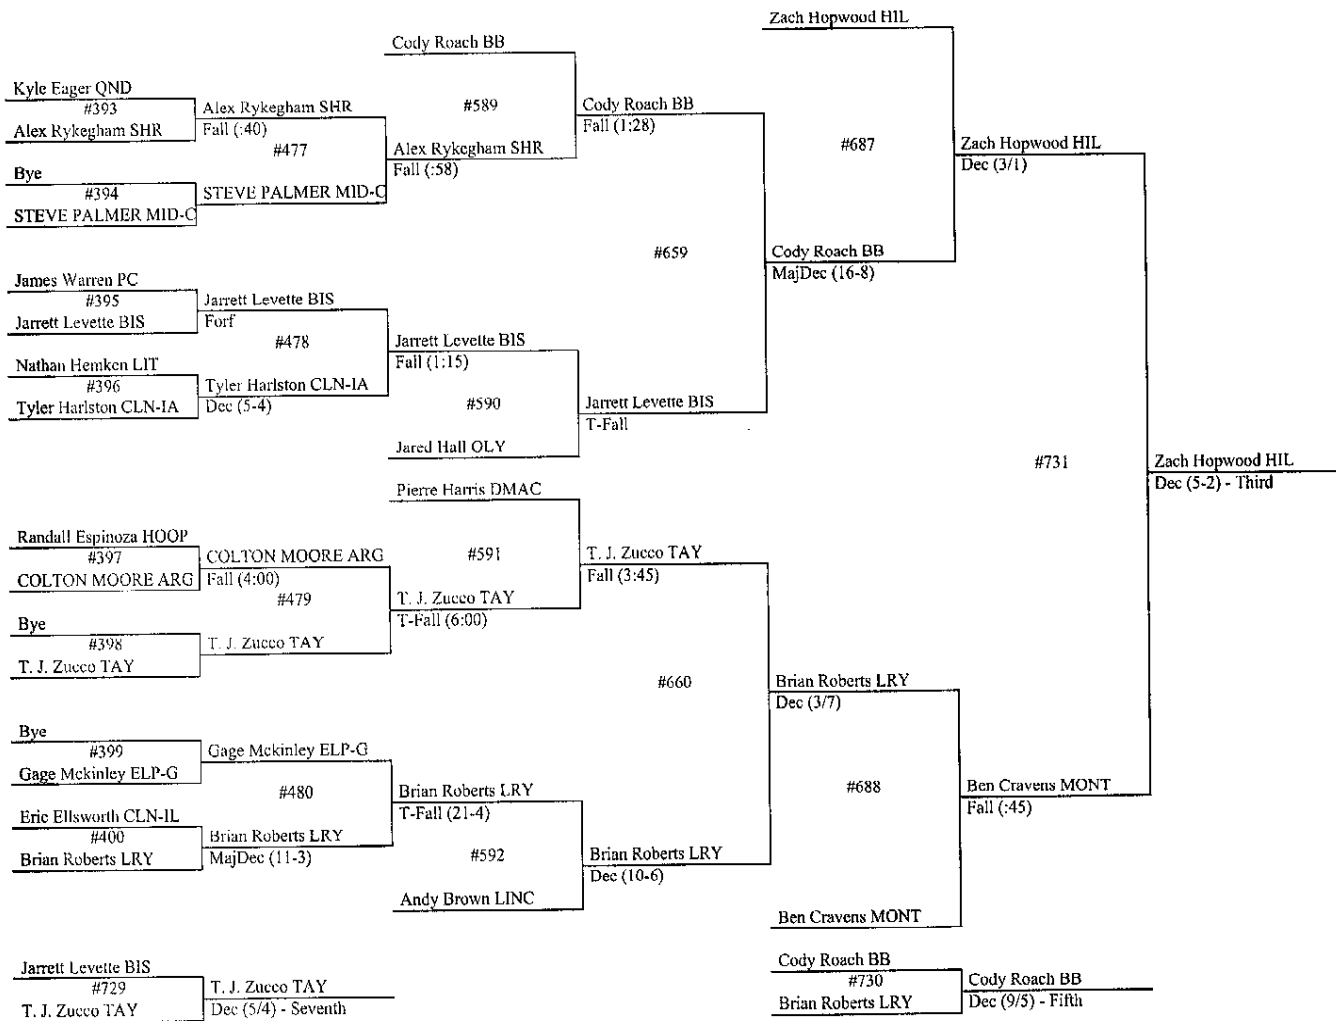 Zach Hopwood HIL
Cody Roach BB
Kyle Eager QND
#393
Alex Rykegham SHR
Alex Rykegham SHR
Fall (:40)
#477
#589
Cody Roach BB
Fall (1:28)
#687
Zach Hopwood HIL
Dec (3/1)
Alex Rykegham SHR
Fall (:58)
Bye
#394
STEVE PALMER MID-C
STEVE PALMER MID-C
#659
Cody Roach BB
MajDec (16-8)
James Warren PC
#395
Jarrett Levette BIS
Jarrett Levette BIS
Forf
#478
Jarrett Levette BIS
Fall (1:15)
Nathan Hemken LIT
#396
Tyler Harlston CLN-IA
Tyler Harlston CLN-IA
Dec (5-4)
#590
Jarrett Levette BIS
T-Fall
Jared Hall OLY
#731
Zach Hopwood HIL
Dec (5-2) - Third
Pierre Harris DMAC
Randall Espinoza HOOP
#397
COLTON MOORE ARG
COLTON MOORE ARG
Fall (4:00)
#479
#591
T. J. Zucco TAY
Fall (3:45)
T. J. Zucco TAY
T-Fall (6:00)
Bye
#398
T. J. Zucco TAY
T. J. Zucco TAY
#660
Brian Roberts LRY
Dec (3/7)
Bye
#399
Gage Mckinley ELP-G
Gage Mckinley ELP-G
#480
Brian Roberts LRY
T-Fall (21-4)
#688
Ben Cravens MONT
Fall (:45)
Eric Ellsworth CLN-IL
#400
Brian Roberts LRY
Brian Roberts LRY
MajDec (11-3)
#592
Brian Roberts LRY
Dec (10-6)
Andy Brown LINC
Ben Cravens MONT
Jarrett Levette BIS
#729
T. J. Zucco TAY
T. J. Zucco TAY
Dec (5/4) - Seventh
Cody Roach BB
#730
Brian Roberts LRY
Cody Roach BB
Dec (9/5) - Fifth